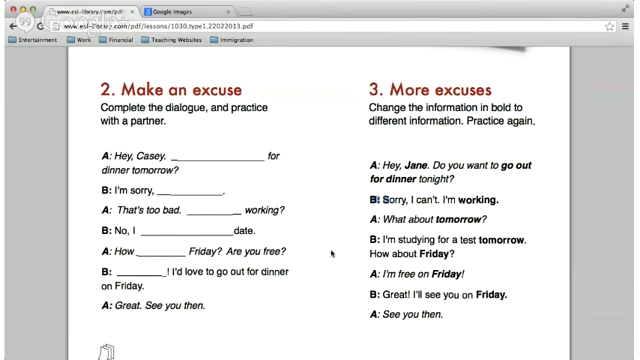 www.esl-library.com/pdf/
Google Images
www.esl-library.com/pdf/lessons/1030.type1.22022013.pdf
Entertainment Work Financial Teaching Websites Immigration
2. Make an excuse
Complete the dialogue, and practice
with a partner.
A: Hey, Casey. ________________ for
dinner tomorrow?
B: I'm sorry, ____________.
A: That's too bad. __________ working?
B: No, I ________________date.
A: How _________ Friday? Are you free?
B: _________! I'd love to go out for dinner
on Friday.
A: Great. See you then.
3. More excuses
Change the information in bold to
different information. Practice again.
A: Hey, Jane. Do you want to go out
for dinner tonight?
B: Sorry, I can't. I'm working.
A: What about tomorrow?
B: I'm studying for a test tomorrow.
How about Friday?
A: I'm free on Friday!
B: Great! I'll see you on Friday.
A: See you then.